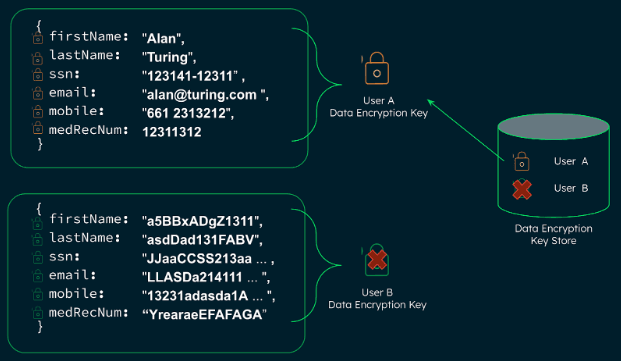 {
firstName: "Alan",
lastName: "Turing",
ssn: "123141-12311" ,
email: "alan@turing.com ",
mobile: "661 2313212",
medRecNum: 12311312
}
User A
Data Encryption Key
User A
User B
Data Encryption
Key Store
{
firstName: "a5BBxADgZ1311",
lastName: "asdDad131FABV",
ssn: "JJaaCCSS213aa ... ,
email: "LLASDa214111 ... ",
mobile: "13231adasda1A ... ",
medRecNum: “YrearaeEFAFAGA”
}
User B
Data Encryption Key